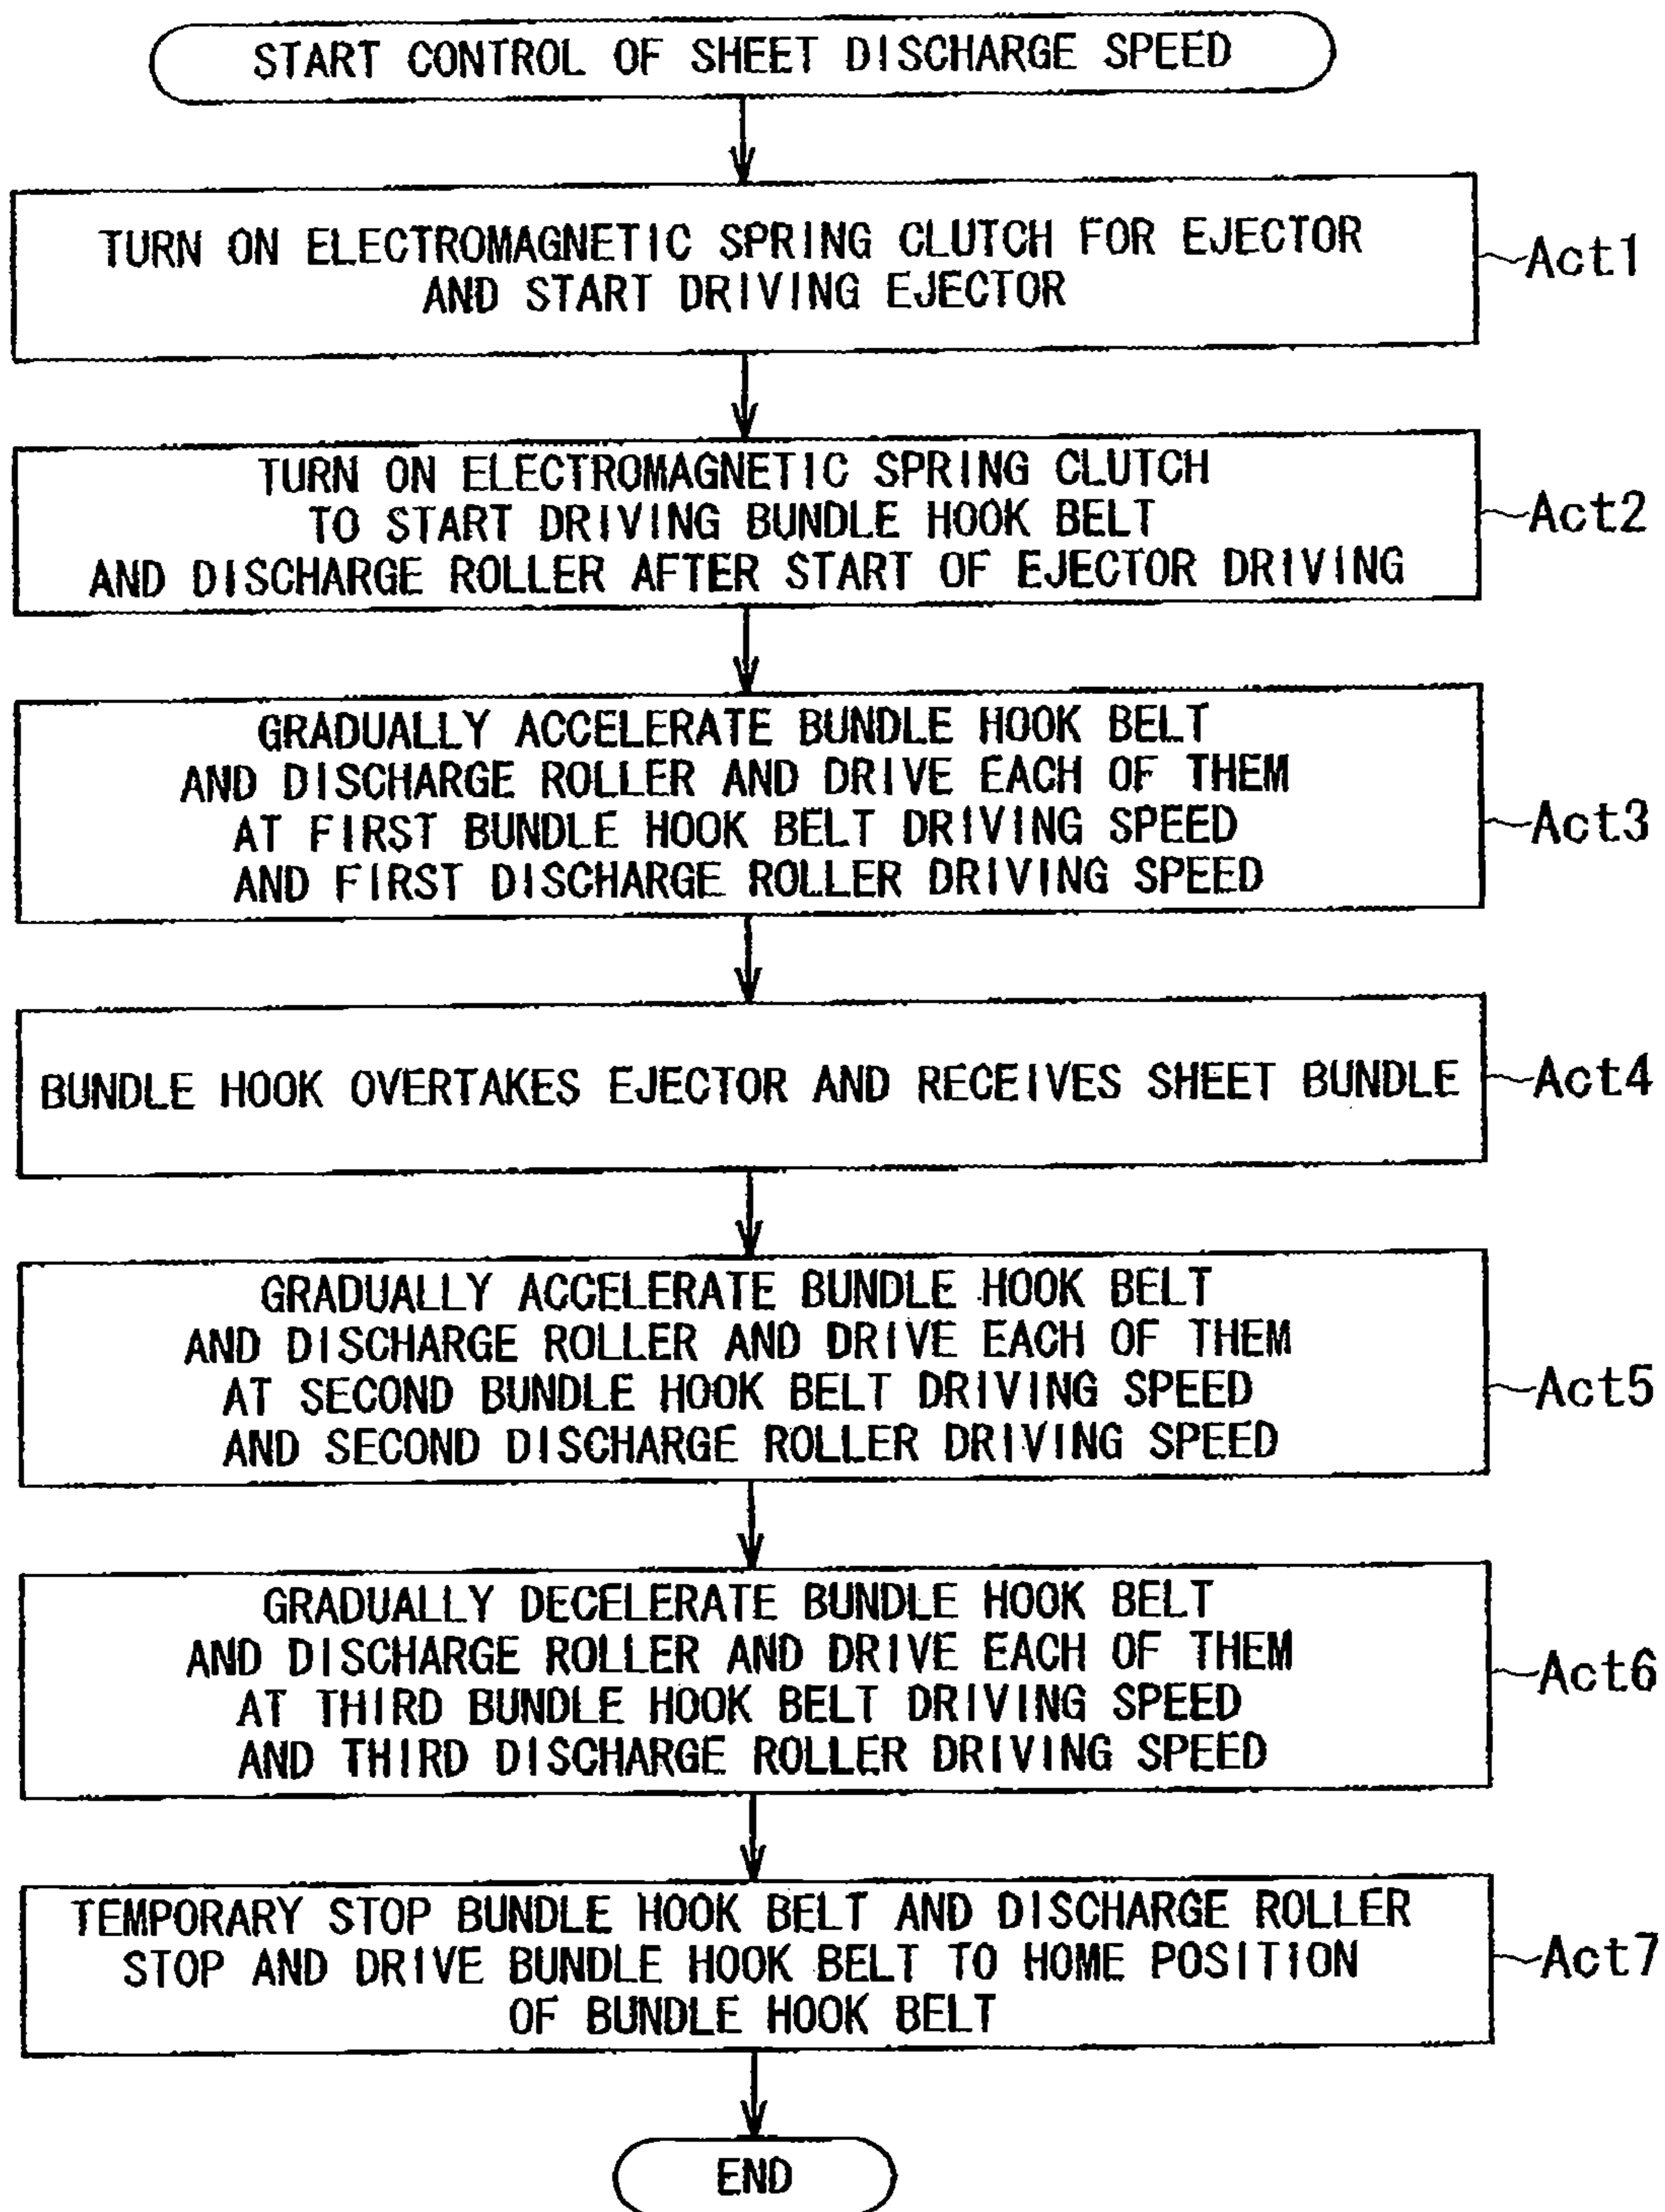 START CONTROL OF SHEET DISCHARGE SPEED
TURN ON ELECTROMAGNETIC SPRING CLUTCH FOR EJECTOR
AND START DRIVING EJECTOR
Act1
TURN ON ELECTROMAGNETIC SPRING CLUTCH
TO START DRIVING BUNDLE HOOK BELT
AND DISCHARGE ROLLER AFTER START OF EJECTOR DRIVING
Act2
GRADUALLY ACCELERATE BUNDLE HOOK BELT
AND DISCHARGE ROLLER AND DRIVE EACH OF THEM
AT FIRST BUNDLE HOOK BELT DRIVING SPEED
AND FIRST DISCHARGE ROLLER DRIVING SPEED
Act3
BUNDLE HOOK OVERTAKES EJECTOR AND RECEIVES SHEET BUNDLE
Act4
GRADUALLY ACCELERATE BUNDLE HOOK BELT
AND DISCHARGE ROLLER AND DRIVE EACH OF THEM
AT SECOND BUNDLE HOOK BELT DRIVING SPEED
AND SECOND DISCHARGE ROLLER DRIVING SPEED
Act5
GRADUALLY DECELERATE BUNDLE HOOK BELT
AND DISCHARGE ROLLER AND DRIVE EACH OF THEM
AT THIRD BUNDLE HOOK BELT DRIVING SPEED
AND THIRD DISCHARGE ROLLER DRIVING SPEED
Act6
TEMPORARY STOP BUNDLE HOOK BELT AND DISCHARGE ROLLER
STOP AND DRIVE BUNDLE HOOK BELT TO HOME POSITION
OF BUNDLE HOOK BELT
Act7
END